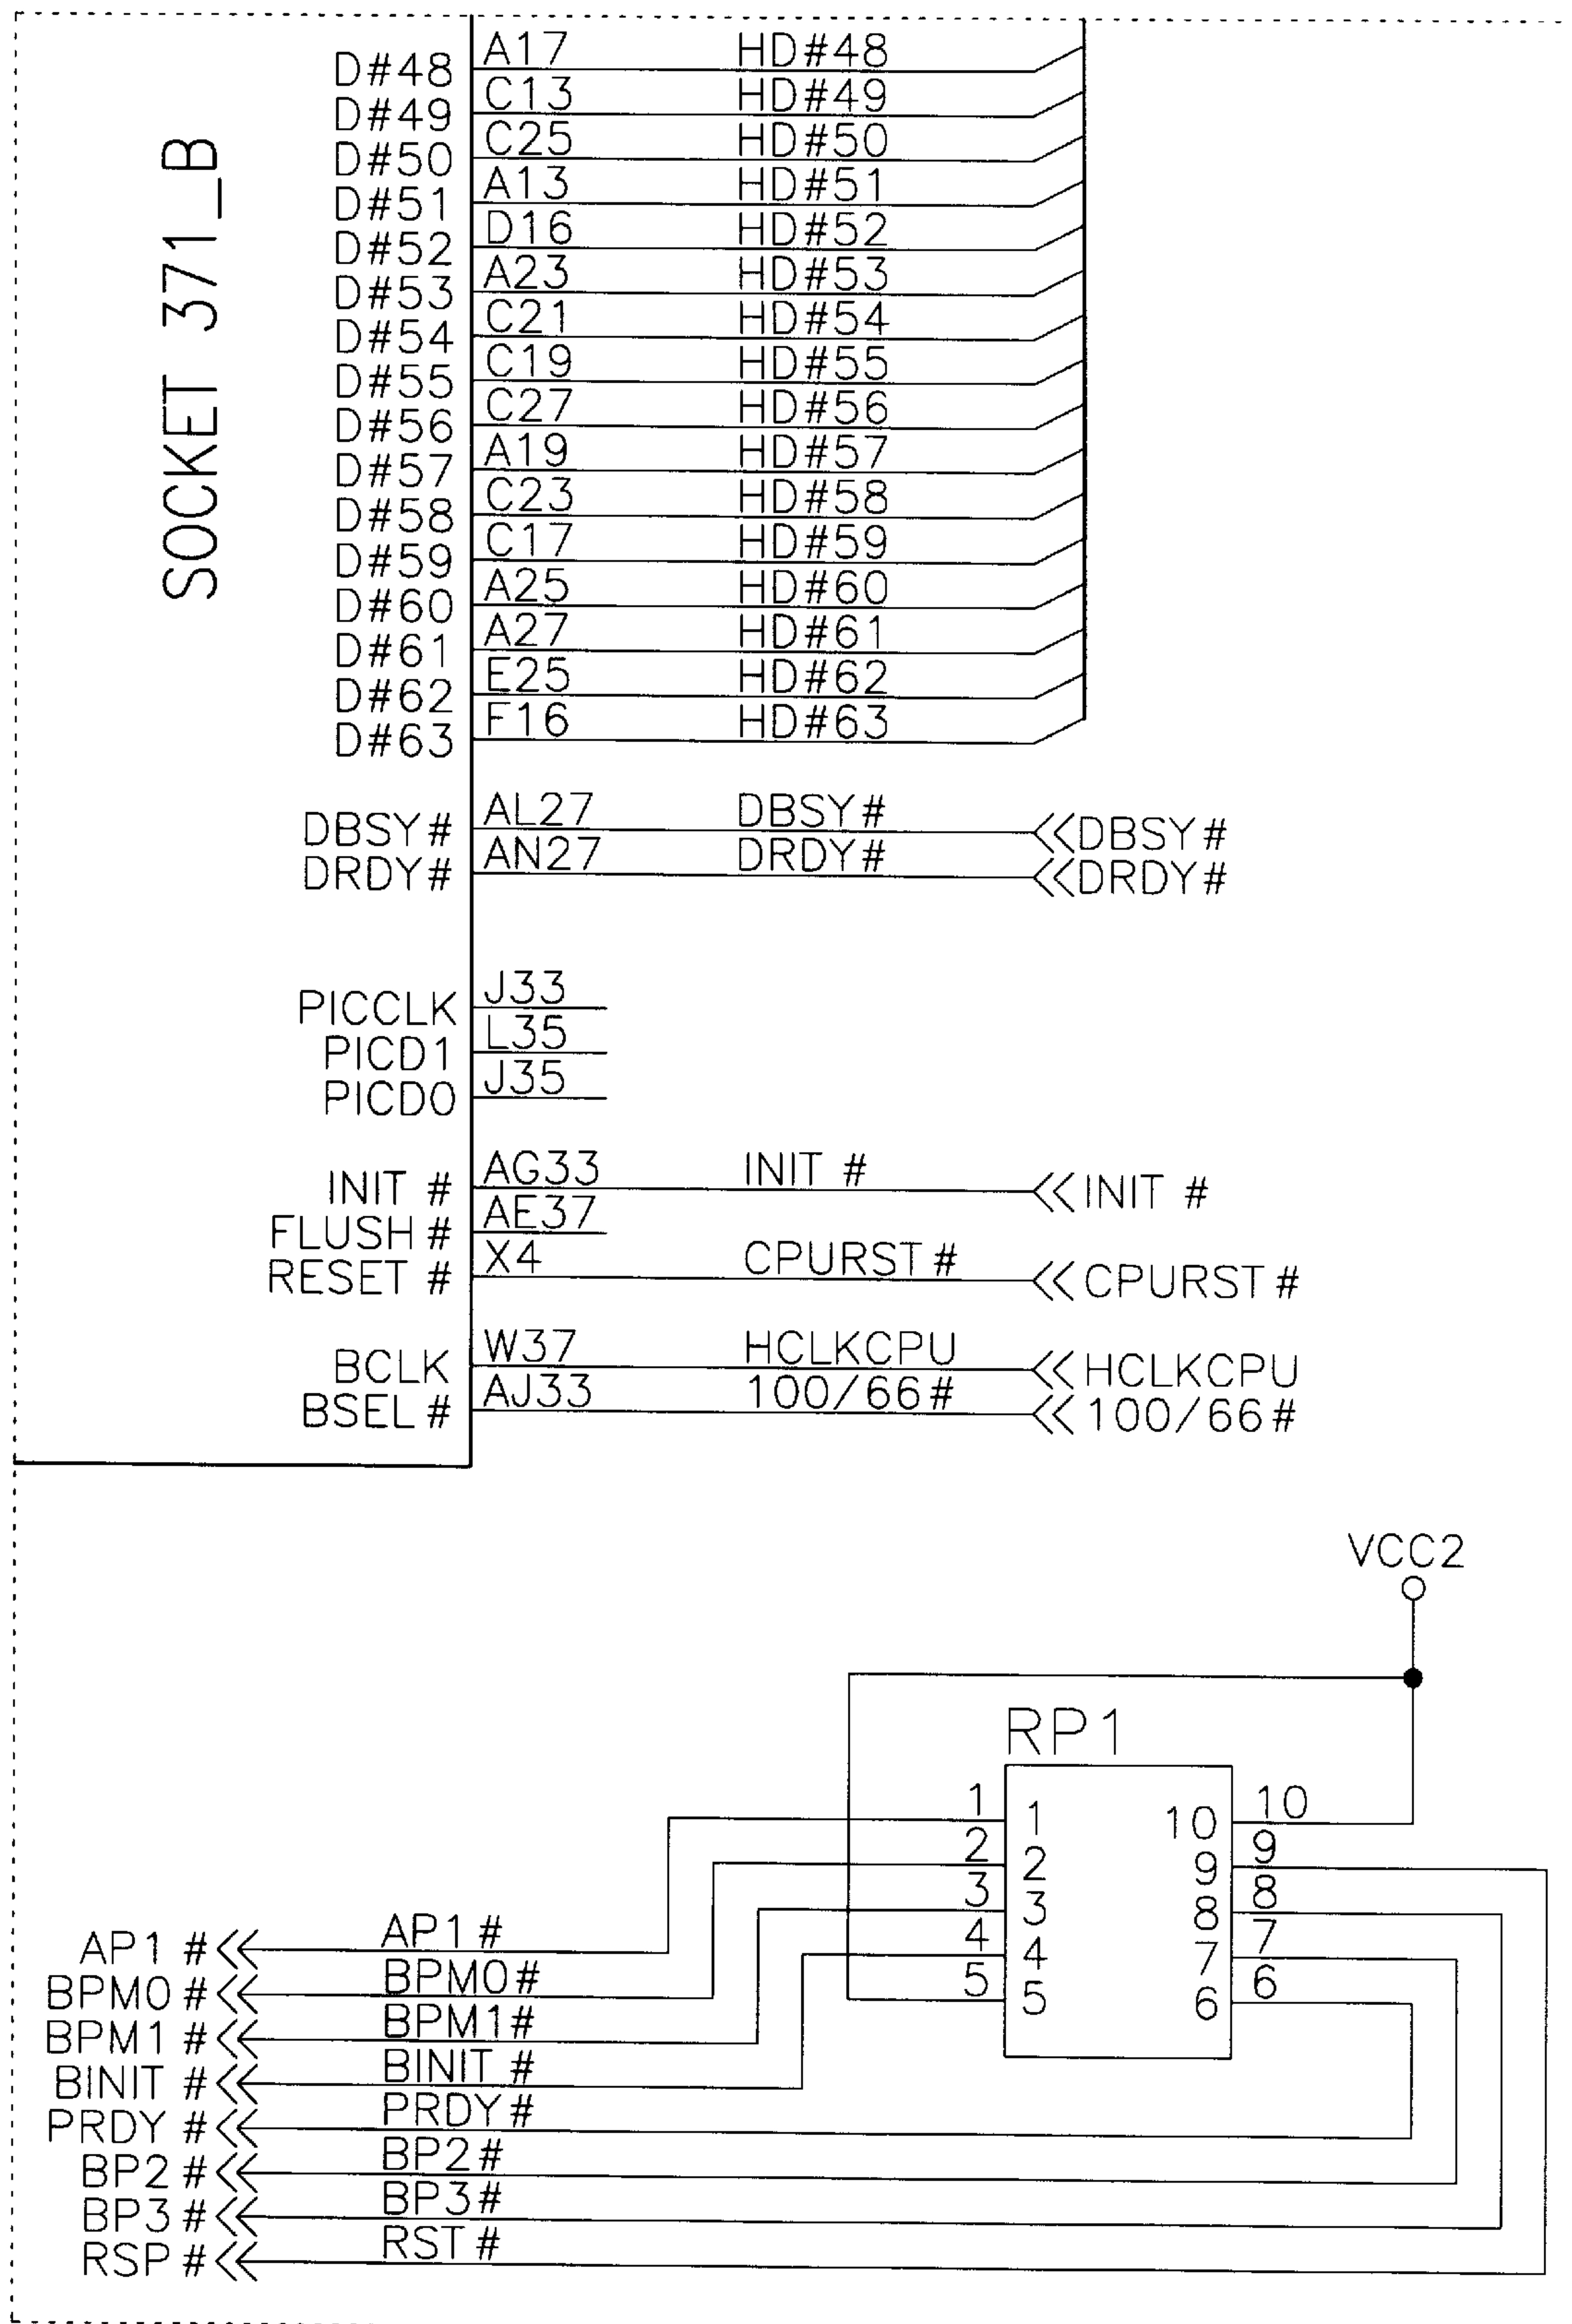 SOCKET 371_B
D#48 A17 HD#48
D#49 C13 HD#49
D#50 C25 HD#50
D#51 A13 HD#51
D#52 D16 HD#52
D#53 A23 HD#53
D#54 C21 HD#54
D#55 C19 HD#55
D#56 C27 HD#56
D#57 A19 HD#57
D#58 C23 HD#58
D#59 C17 HD#59
D#60 A25 HD#60
D#61 A27 HD#61
D#62 E25 HD#62
D#63 F16 HD#63
DBSY# AL27 DBSY# DBSY#
DRDY# AN27 DRDY# DRDY#
PICCLK J33
PICD1 L35
PICD0 J35
INIT # AG33 INIT # INIT #
FLUSH # AE37
RESET # X4 CPURST # CPURST #
BCLK W37 HCLKCPU HCLKCPU
BSEL# AJ33 100/66# 100/66#
VCC2
RP1
1 1 10 10
2 2 9 9
3 3 8 8
4 4 7 7
5 5 6 6
AP1 # AP1 #
BPM0 # BPM0#
BPM1 # BPM1#
BINIT # BINIT #
PRDY # PRDY #
BP2 # BP2#
BP3 # BP3#
RSP # RST #